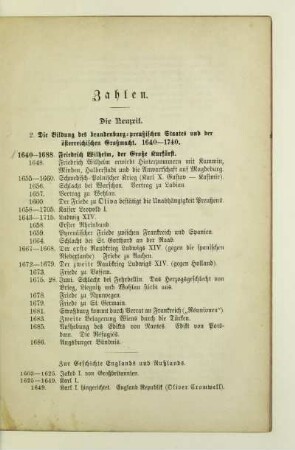 Zahlen.
Die Neuzeit.
2. Die Bildung des brandenburg-preußischen Staates und der
österreichischen Großmacht. 1640–1740.
1640–1688. Friedrich Wilhelm, der Große Kurfürst.
1648. Friedrich Wilhelm erwirbt Hinterpommern mit Kammin,
Minden, Halberstadt und die Anwartschaft auf Magdeburg.
1655–1660. Schwedisch-Polnischer Krieg (Karl X. Gustav — Kasimir).
1656. Schlacht bei Warschau. Vertrag zu Labiau
1657. Vertrag zu Wehlau.
1660. Der Friede zu Oliva bestätigt die Unabhängigkeit Preußens
1658–1705. Kaiser Leopold I.
1643–1715. Ludwig XIV.
1658. Erster Rheinbund
1659. Pyrenäischer Friede zwischen Frankreich und Spanien.
1664. Schlacht bei St. Gotthard an der Raab
1667–1668. Der erste Raubkrieg Ludwigs XIV. (gegen die spanischen
Niederlande) Friede zu Aachen.
1672–1679. Der zweite Raubkrieg Ludwigs XIV. (gegen Holland).
1673. Friede zu Vossem.
1675. 28. Juni. Schlacht bei Fehrbellin. Das Herzogsgeschlecht von
Brieg, Liegnitz und Wohlau stirbt aus.
1678. Friede zu Nymwegen
1679. Friede zu St. Germain.
1681. Straßburg kommt durch Verrat an Frankreich („Réunionen“)
1683. Zweite Belagerung Wiens durch die Türken.
1685. Aufhebung des Edikts von Nantes. Edikt von Pots-
dam. Die Refugiés.
1686. Augsburger Bündnis.
Zur Geschichte Englands und Rußlands.
1603–1625. Jakob I. von Großbritannien.
1625–1649. Karl I.
1649. Karl I. hingerichtet. England Republik (Oliver Cromwell).